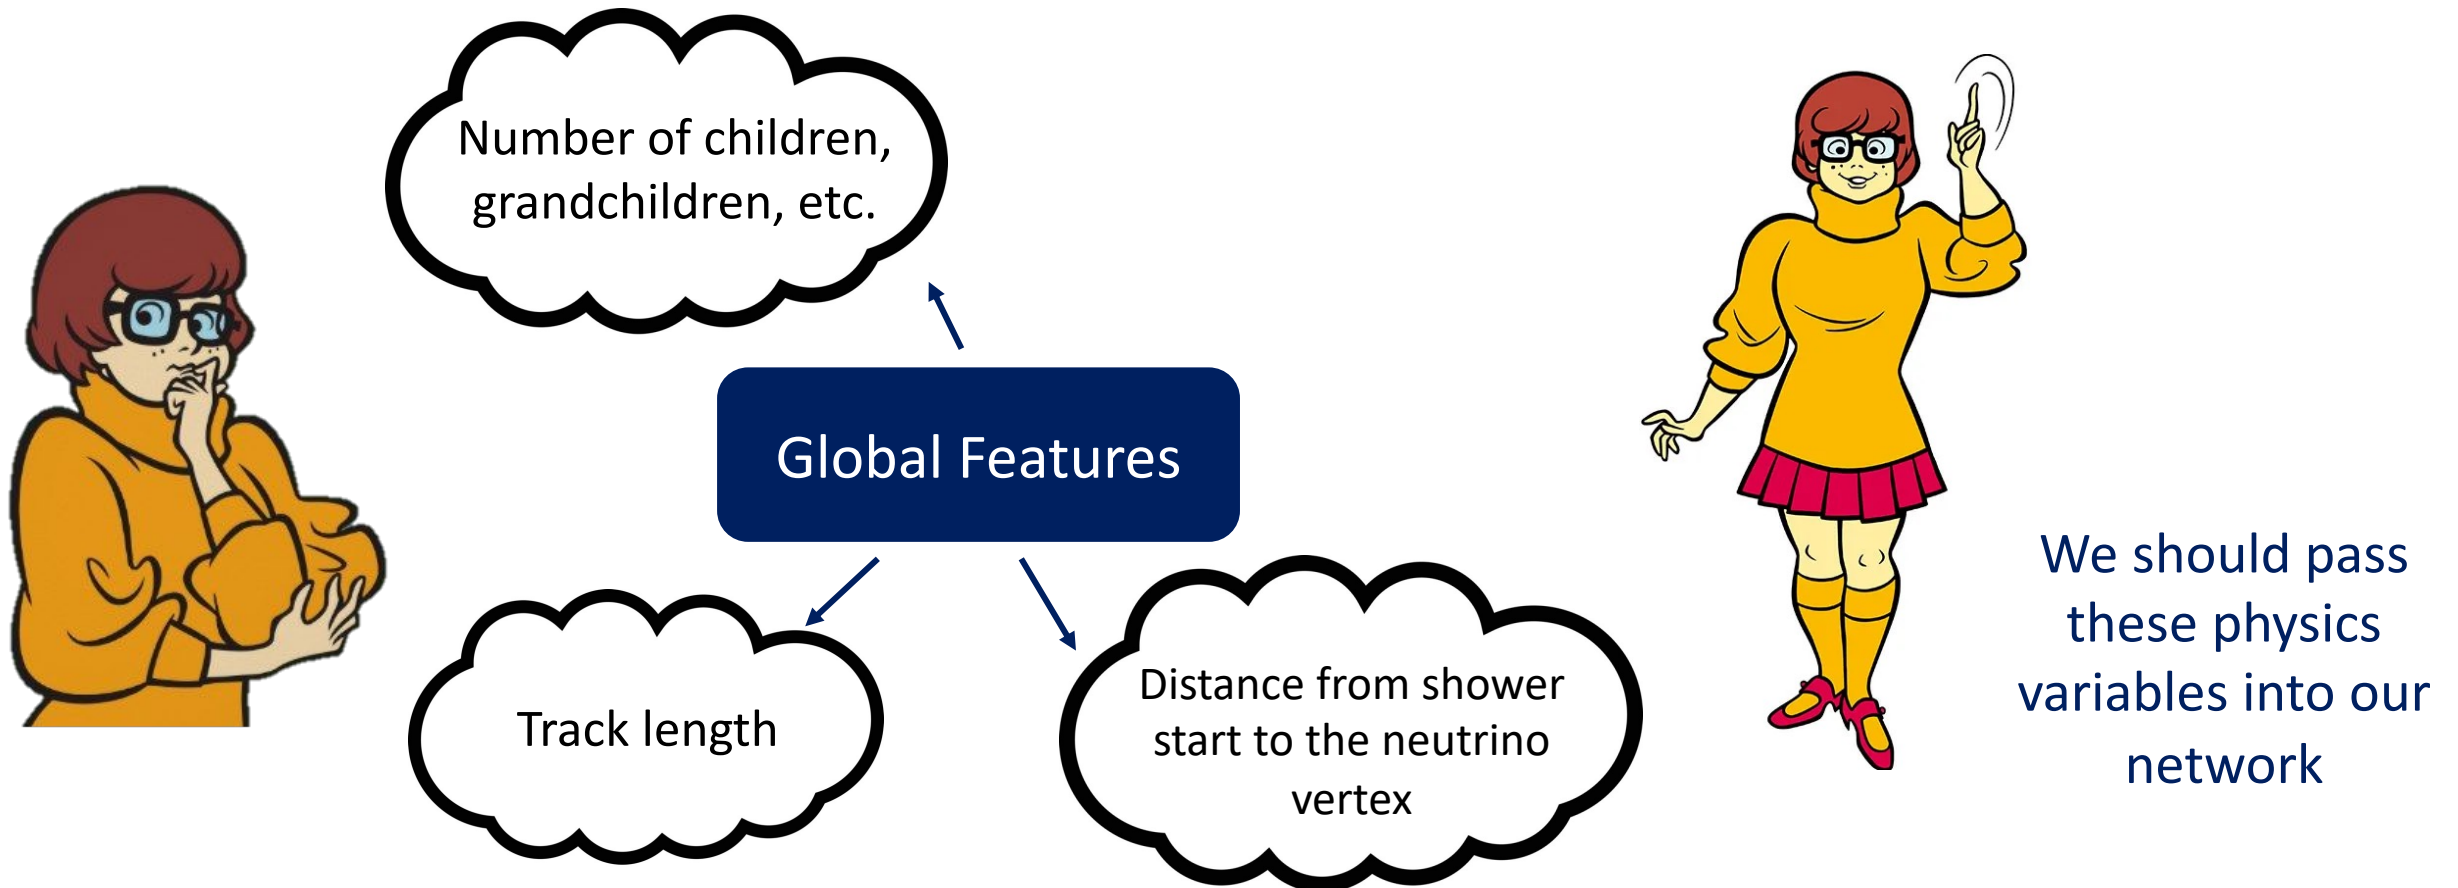 Number of children,
grandchildren, etc.
Global Features
Track length
Distance from shower
start to the neutrino
vertex
We should pass
these physics
variables into our
network